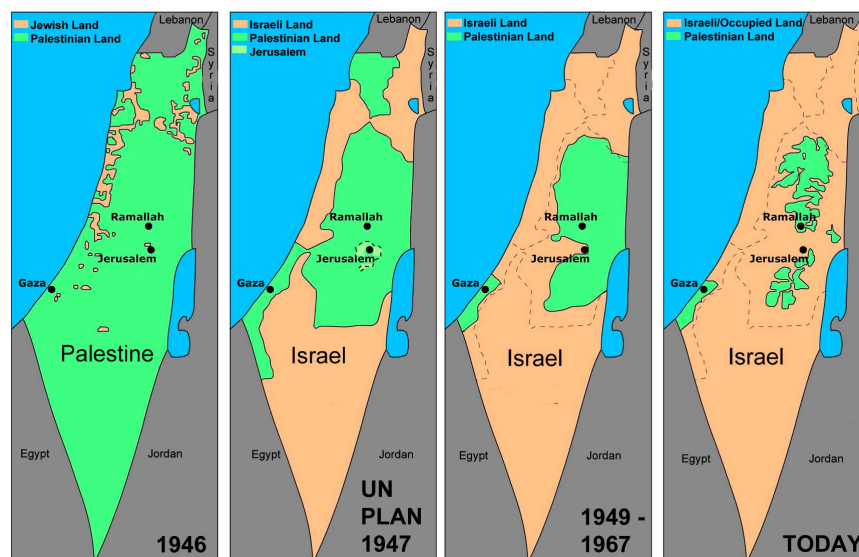 Jewish Land
Palestinian Land
Lebanon
Syria
Ramallah
Jerusalem
Gaza
Palestine
Egypt
Jordan
1946
Israeli Land
Palestinian Land
Jerusalem
Lebanon
Syria
Ramallah
Jerusalem
Gaza
Israel
Egypt
Jordan
UN
PLAN
1947
Israeli Land
Palestinian Land
Lebanon
Syria
Ramallah
Jerusalem
Gaza
Israel
Egypt
Jordan
1949 -
1967
Israeli/Occupied Land
Palestinian Land
Lebanon
Syria
Ramallah
Jerusalem
Gaza
Israel
Egypt
Jordan
TODAY